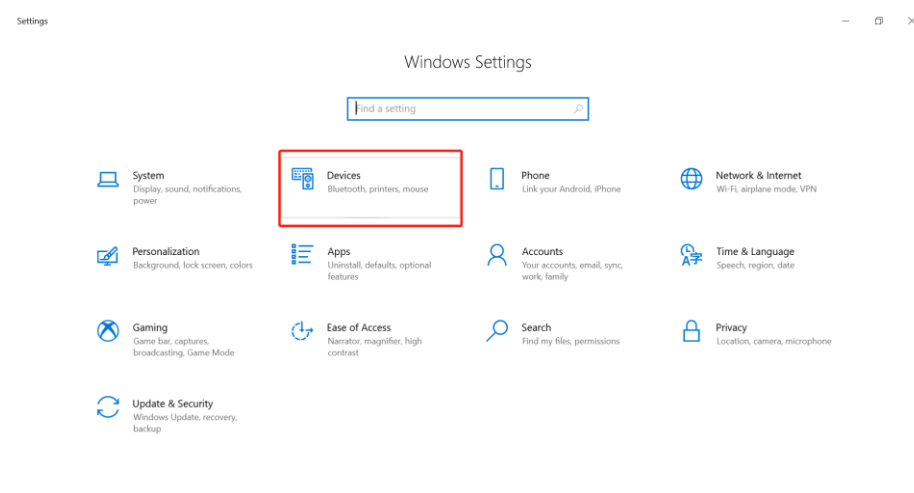 Settings
Windows Settings
Find a setting
System
Display, sound, notifications,
power
Devices
Bluetooth, printers, mouse
Phone
Link your Android, iPhone
Network & Internet
Wi-Fi, airplane mode, VPN
Personalization
Background, lock screen, colors
Apps
Uninstall, defaults, optional
features
Accounts
Your accounts, email, sync,
work, family
Time & Language
Speech, region, date
Gaming
Game bar, captures,
broadcasting, Game Mode
Ease of Access
Narrator, magnifier, high
contrast
Search
Find my files, permissions
Privacy
Location, camera, microphone
Update & Security
Windows Update, recovery,
backup